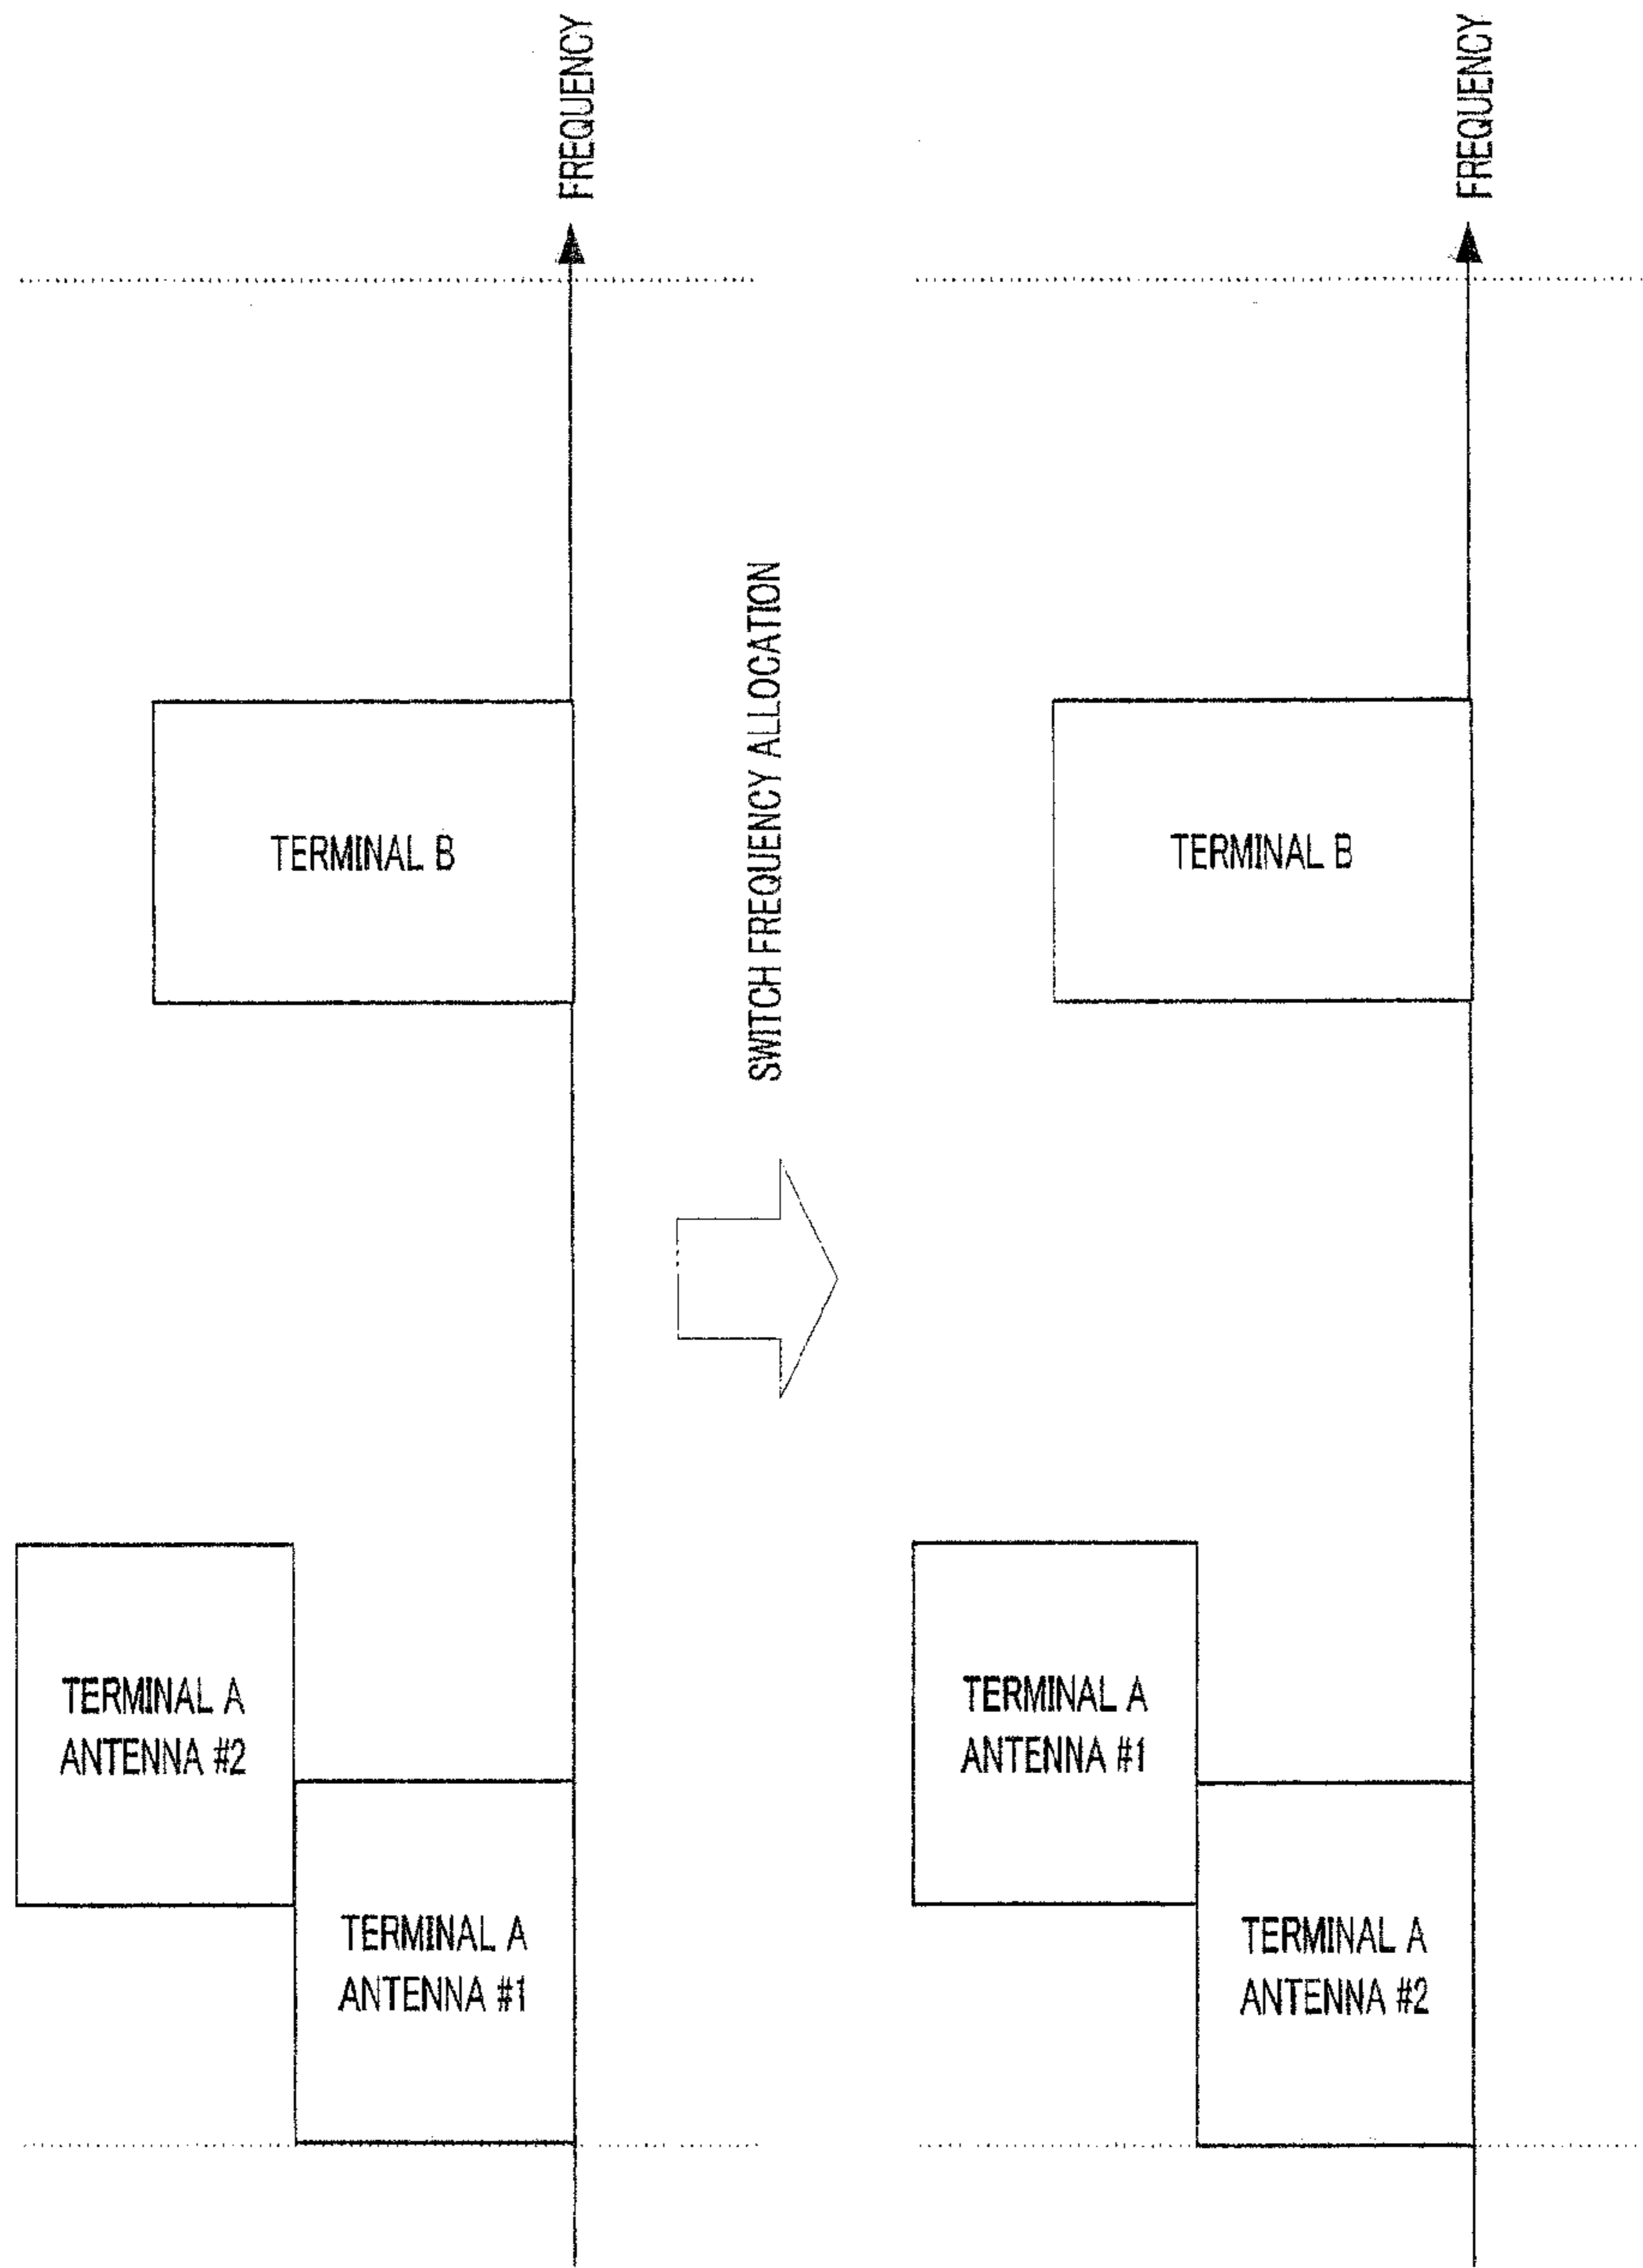 FREQUENCY
TERMINAL B
TERMINAL A
ANTENNA #2
TERMINAL A
ANTENNA #1
SWITCH FREQUENCY ALLOCATION
FREQUENCY
TERMINAL B
TERMINAL A
ANTENNA #1
TERMINAL A
ANTENNA #2